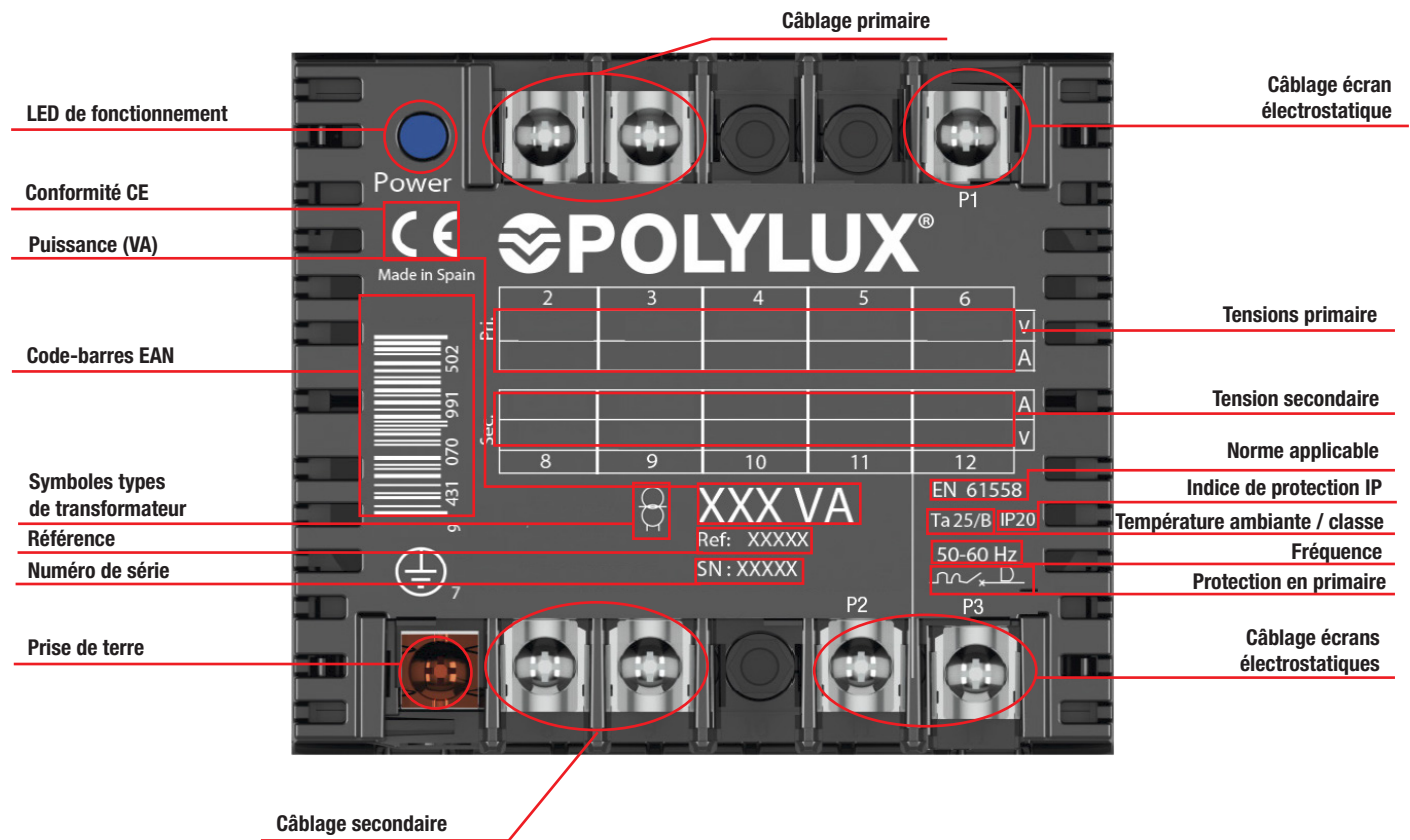 Câblage primaire
Câblage écran
électrostatique
LED de fonctionnement
Conformité CE
Puissance (VA)
Code-barres EAN
Symboles types
de transformateur
Référence
Numéro de série
Prise de terre
Câblage secondaire
Tensions primaire
Tension secondaire
Norme applicable
Indice de protection IP
Température ambiante / classe
Fréquence
Protection en primaire
Câblage écrans
électrostatiques
Power
P1
CE
Made in Spain
POLYLUX®
2 3 4 5 6
Pri.
V
A
Sec.
A
V
8 9 10 11 12
9 431 070 991 502
XXX VA
Ref: XXXXX
SN: XXXXX
EN 61558
Ta 25/B IP20
50-60 Hz
D
7
P2 P3